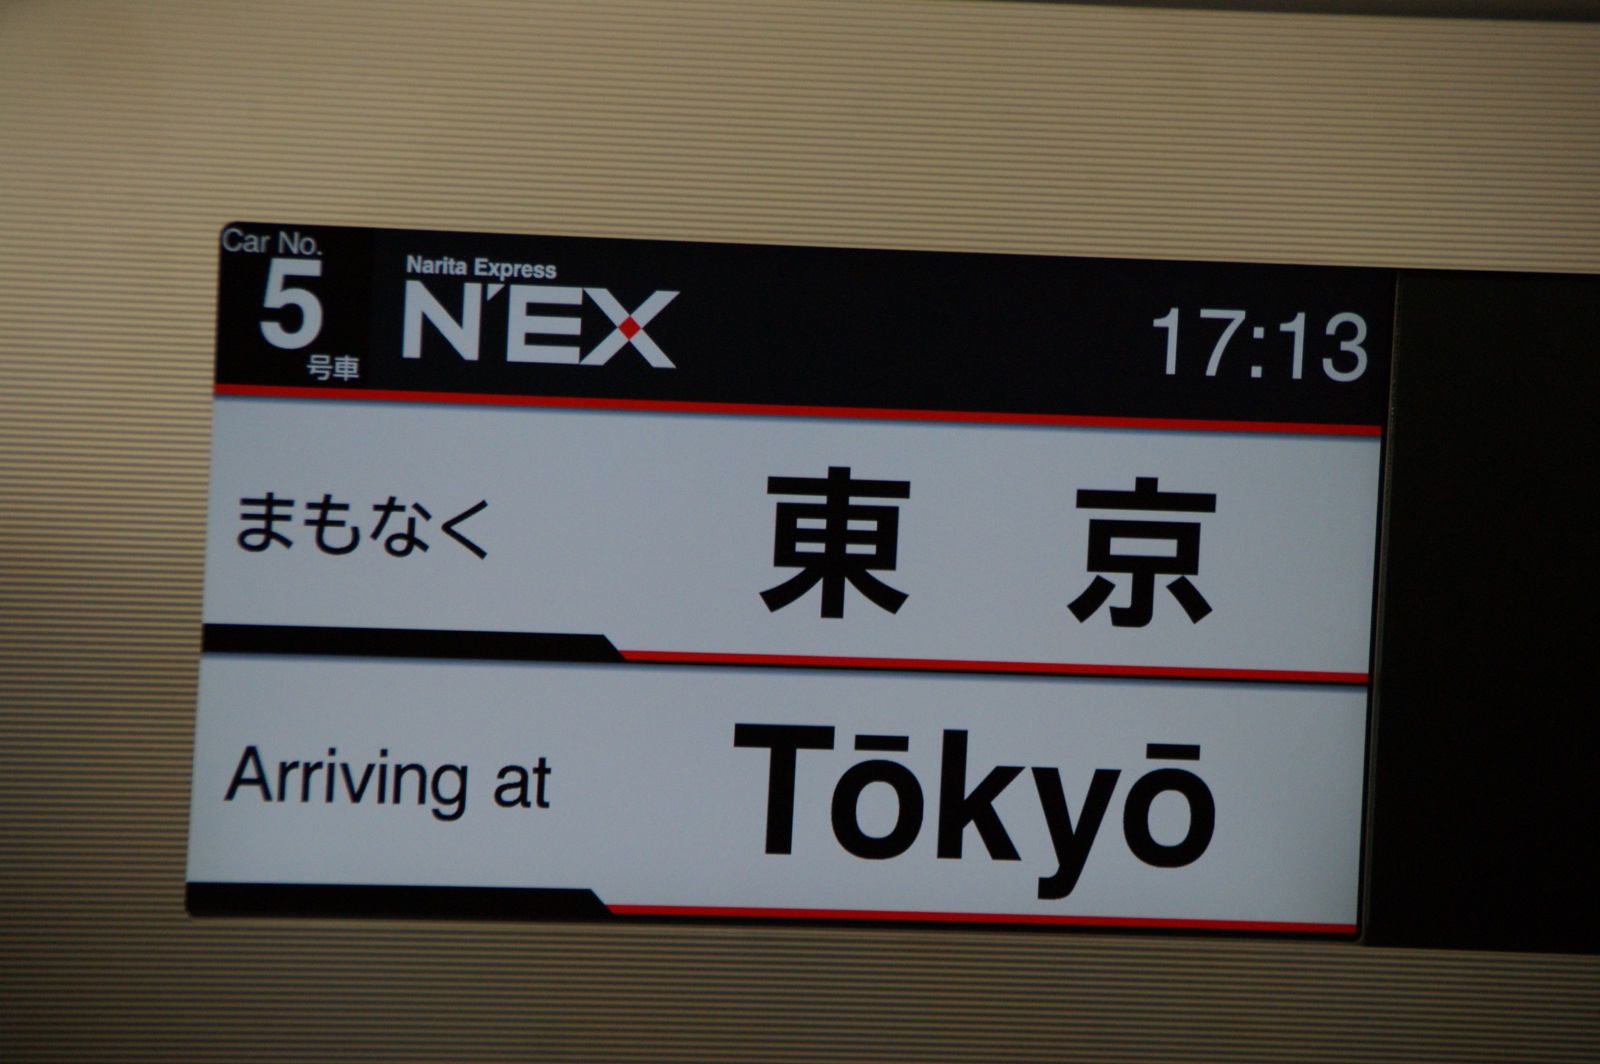 Car No.
5
号車
Narita Express
N'EX
17:13
まもなく 東京
Arriving at Tōkyō